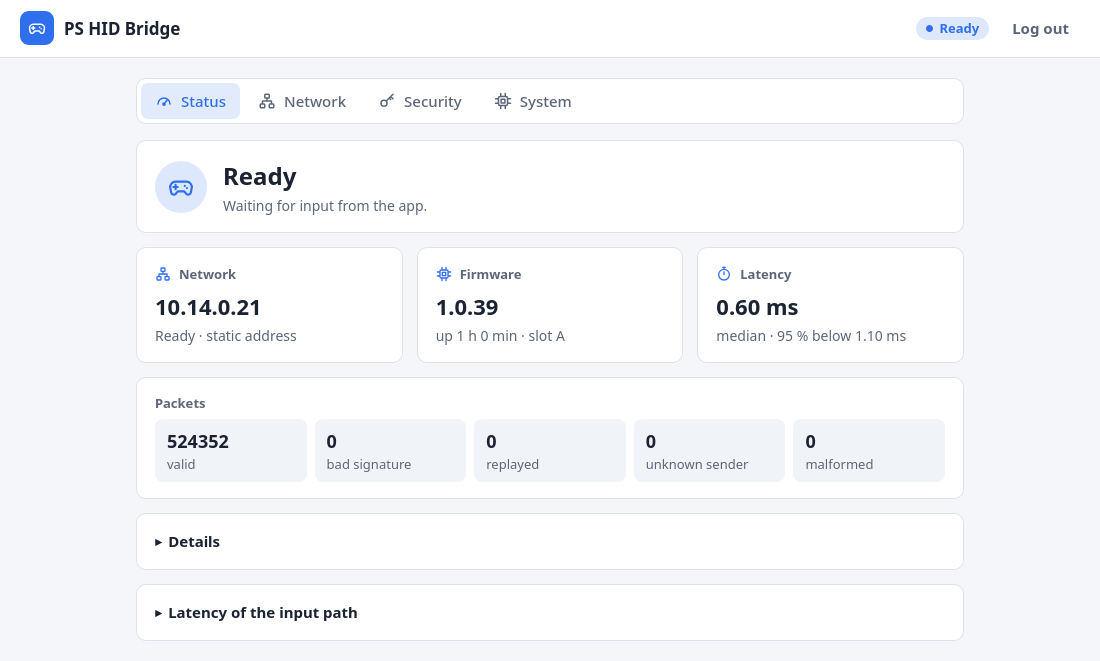 PS HID Bridge
Ready
Log out
Status
Network
Security
System
Ready
Waiting for input from the app.
Network
10.14.0.21
Ready · static address
Firmware
1.0.39
up 1 h 0 min · slot A
Latency
0.60 ms
median · 95 % below 1.10 ms
Packets
524352
valid
0
bad signature
0
replayed
0
unknown sender
0
malformed
Details
Latency of the input path